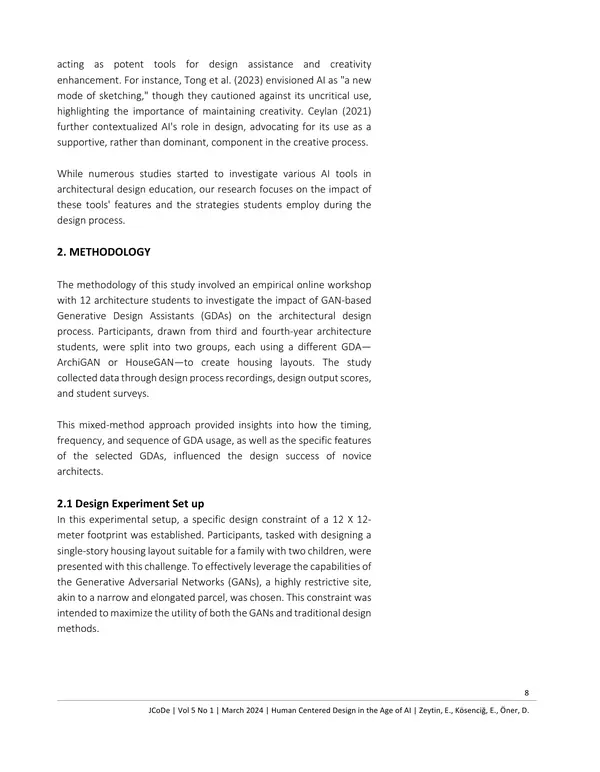 acting as potent tools for design assistance and creativity
enhancement. For instance, Tong et al. (2023) envisioned AI as "a new
mode of sketching," though they cautioned against its uncritical use,
highlighting the importance of maintaining creativity. Ceylan (2021)
further contextualized AI's role in design, advocating for its use as a
supportive, rather than dominant, component in the creative process.
While numerous studies started to investigate various AI tools in
architectural design education, our research focuses on the impact of
these tools' features and the strategies students employ during the
design process.
2. METHODOLOGY
The methodology of this study involved an empirical online workshop
with 12 architecture students to investigate the impact of GAN-based
Generative Design Assistants (GDAs) on the architectural design
process. Participants, drawn from third and fourth-year architecture
students, were split into two groups, each using a different GDA—
ArchiGAN or HouseGAN—to create housing layouts. The study
collected data through design process recordings, design output scores,
and student surveys.
This mixed-method approach provided insights into how the timing,
frequency, and sequence of GDA usage, as well as the specific features
of the selected GDAs, influenced the design success of novice
architects.
2.1 Design Experiment Set up
In this experimental setup, a specific design constraint of a 12 X 12-
meter footprint was established. Participants, tasked with designing a
single-story housing layout suitable for a family with two children, were
presented with this challenge. To effectively leverage the capabilities of
the Generative Adversarial Networks (GANs), a highly restrictive site,
akin to a narrow and elongated parcel, was chosen. This constraint was
intended to maximize the utility of both the GANs and traditional design
methods.
8
JCoDe | Vol 5 No 1 | March 2024 | Human Centered Design in the Age of AI | Zeytin, E., Kösenciğ, E., Öner, D.